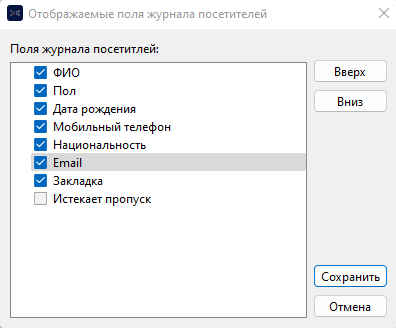 Отображаемые поля журнала посетителей
Поля журнала посетитлей:
ФИО
Пол
Дата рождения
Мобильный телефон
Национальность
Email
Закладка
Истекает пропуск
Вверх
Вниз
Сохранить
Отмена